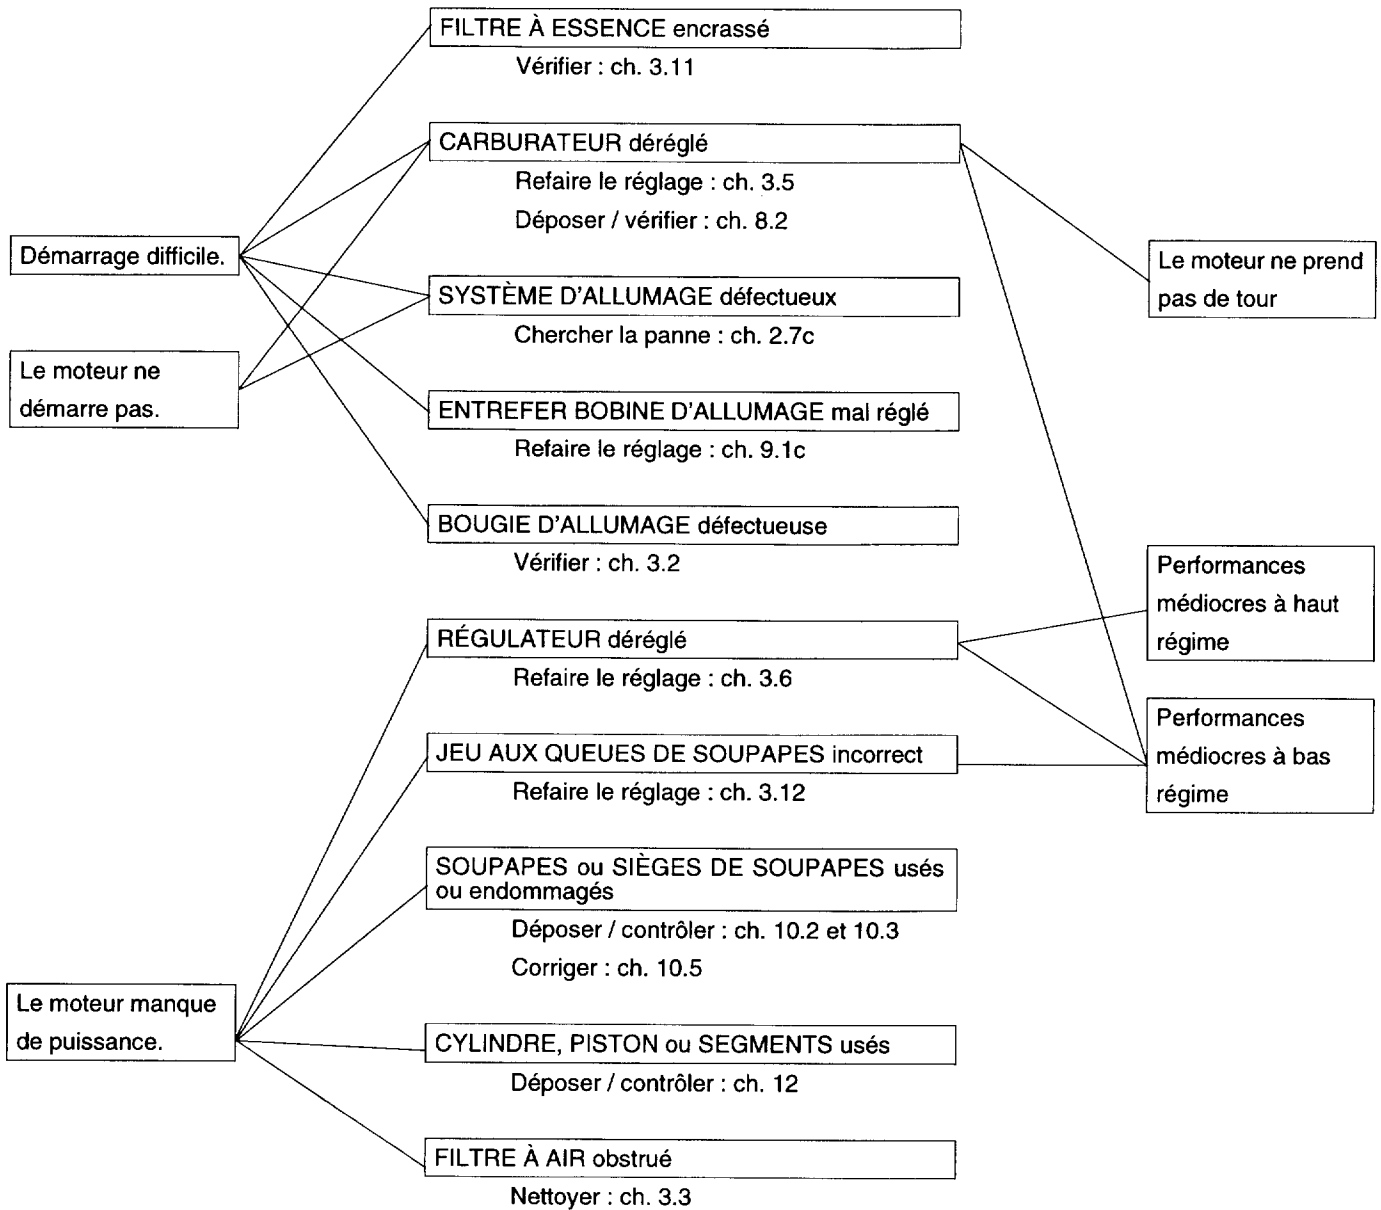 FILTRE À ESSENCE encrassé
Vérifier : ch. 3.11
CARBURATEUR déréglé
Refaire le réglage : ch. 3.5
Déposer / vérifier : ch. 8.2
Démarrage difficile.
Le moteur ne prend
pas de tour
SYSTÈME D'ALLUMAGE défectueux
Chercher la panne : ch. 2.7c
Le moteur ne
démarre pas.
ENTREFER BOBINE D'ALLUMAGE mal réglé
Refaire le réglage : ch. 9.1c
BOUGIE D'ALLUMAGE défectueuse
Vérifier : ch. 3.2
Performances
médiocres à haut
régime
RÉGULATEUR déréglé
Refaire le réglage : ch. 3.6
Performances
médiocres à bas
régime
JEU AUX QUEUES DE SOUPAPES incorrect
Refaire le réglage : ch. 3.12
SOUPAPES ou SIÈGES DE SOUPAPES usés
ou endommagés
Déposer / contrôler : ch. 10.2 et 10.3
Corriger : ch. 10.5
Le moteur manque
de puissance.
CYLINDRE, PISTON ou SEGMENTS usés
Déposer / contrôler : ch. 12
FILTRE À AIR obstrué
Nettoyer : ch. 3.3